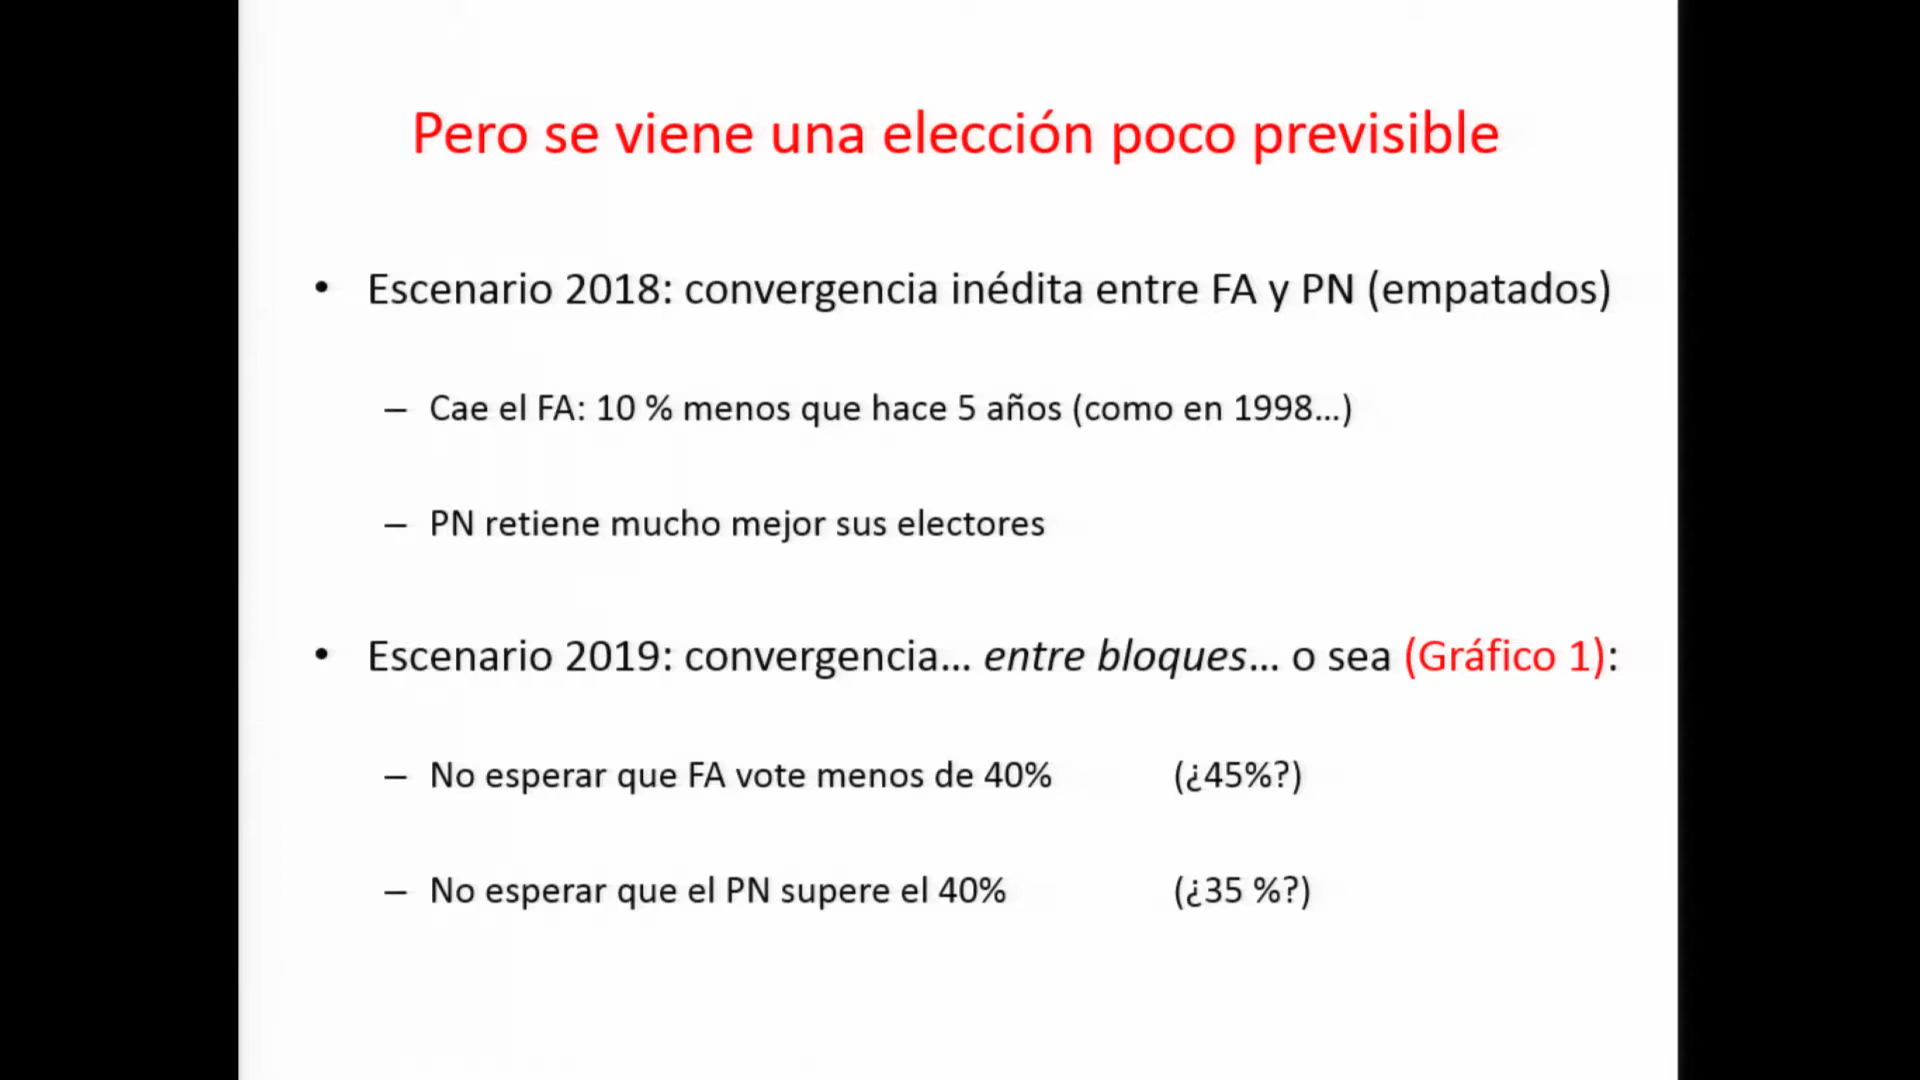 Pero se viene una elección poco previsible
• Escenario 2018: convergencia inédita entre FA y PN (empatados)
– Cae el FA: 10 % menos que hace 5 años (como en 1998...)
– PN retiene mucho mejor sus electores
• Escenario 2019: convergencia... entre bloques... o sea (Gráfico 1):
– No esperar que FA vote menos de 40% (¿45%?)
– No esperar que el PN supere el 40% (¿35 %?)